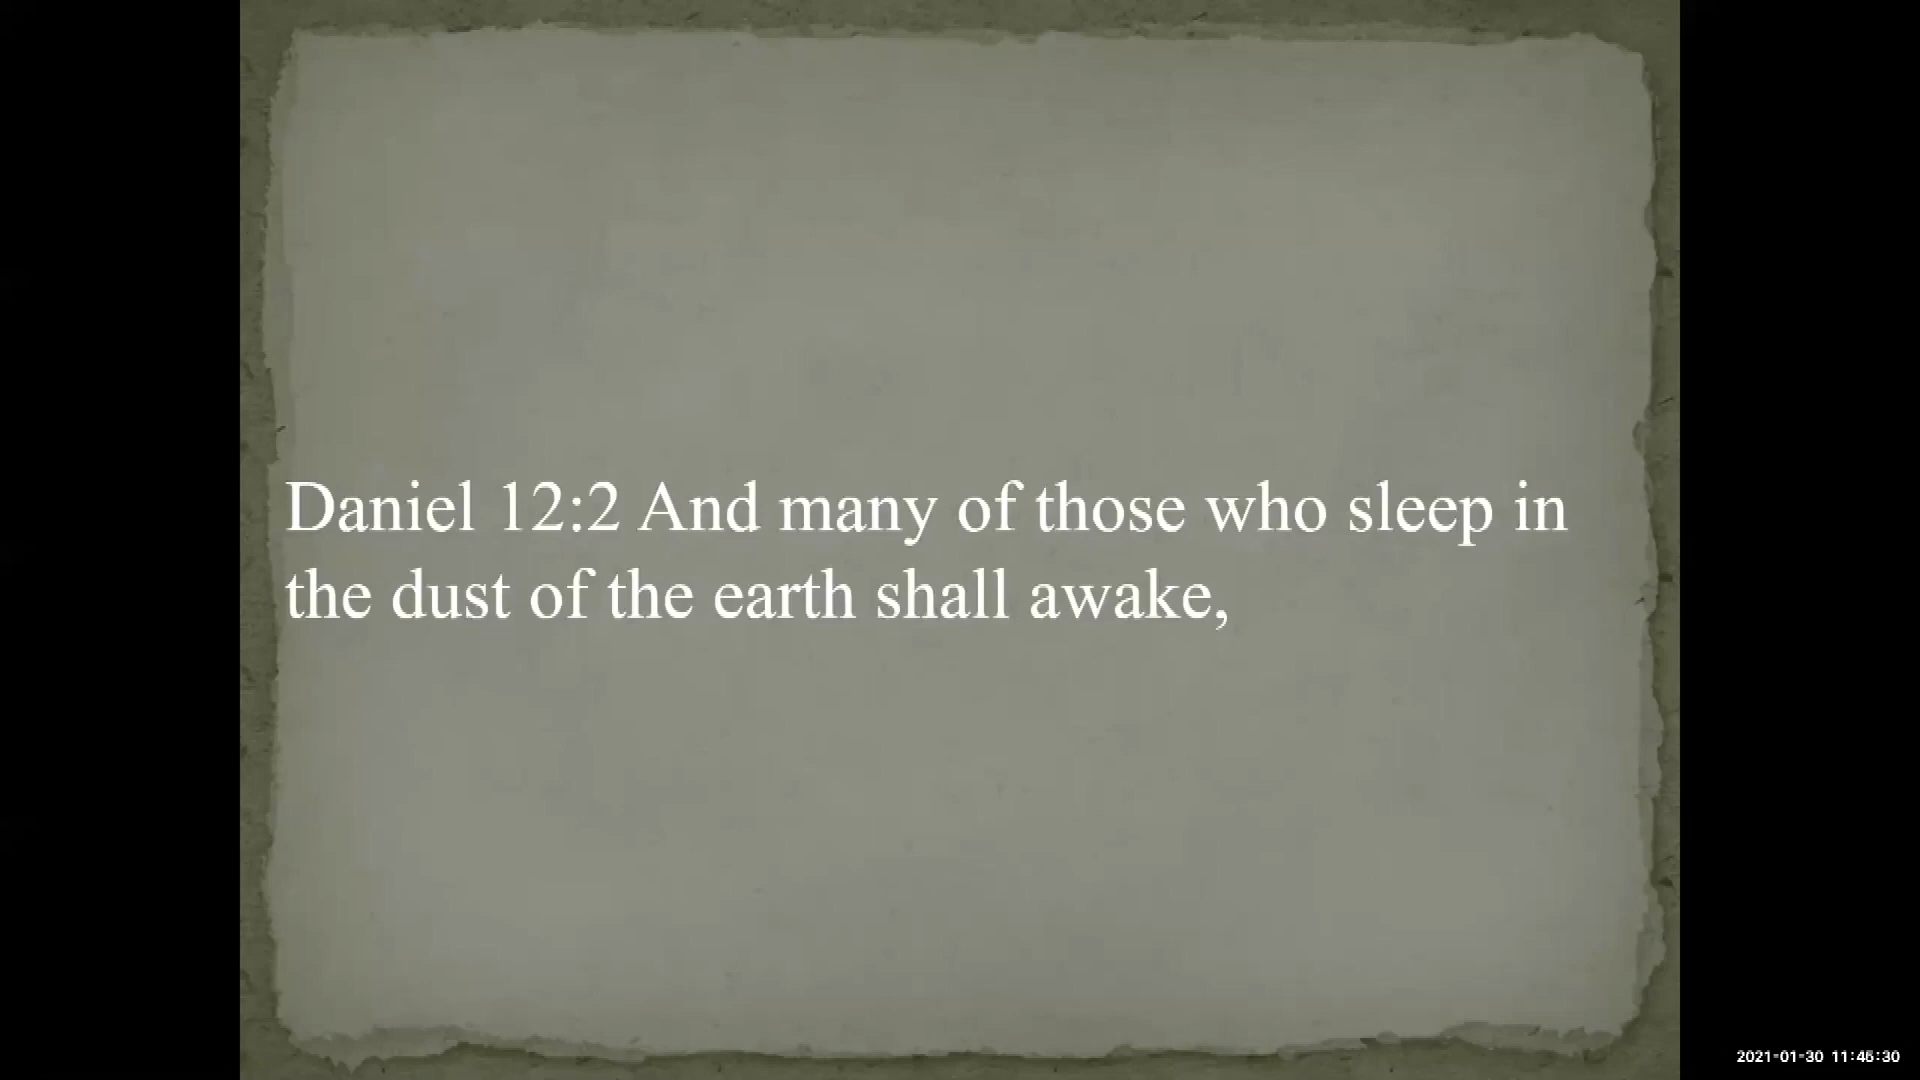 Daniel 12:2 And many of those who sleep in
the dust of the earth shall awake,
2021-01-30 11:45:30